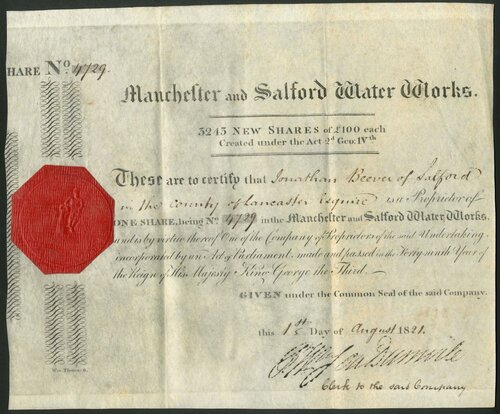 SHARE No. 4729.
Manchester and Salford Water Works.
3243 NEW SHARES of £100 each
Created under the Act 2d Geo: IVth
These are to certify that Jonathan Beever of Salford
in the County of Lancaster Esquire is a Proprietor of
ONE SHARE, being No. 4729 in the Manchester and Salford Water Works.
and is by virtue thereof One of the Company of Proprietors of the said Undertaking
incorporated by an Act of Parliament, made and passed in the Forty-ninth Year of
the Reign of His Majesty King George the Third.
GIVEN under the Common Seal of the said Company.
this 1st Day of August 1821.
Clerk to the said Company